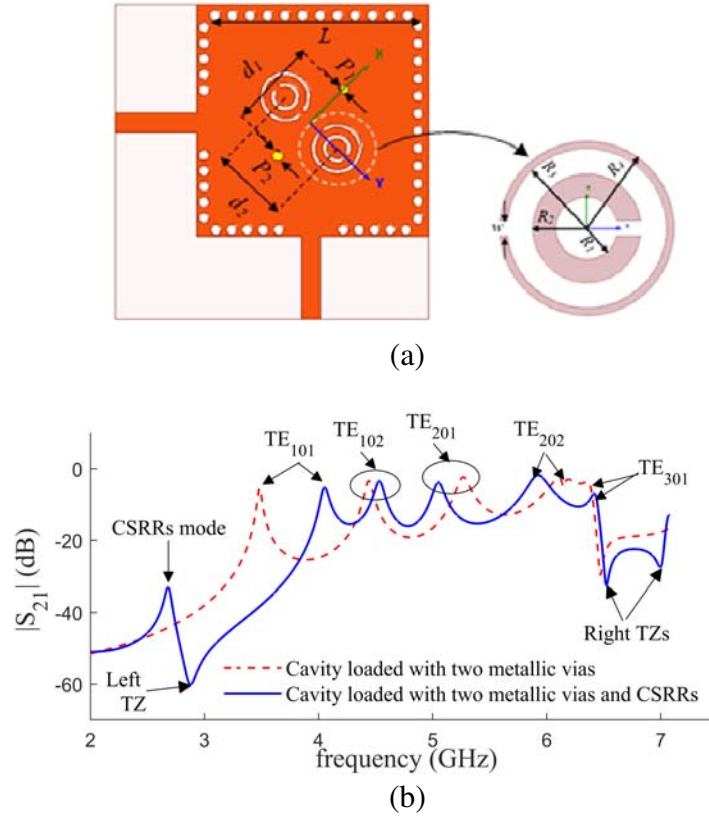 L
d1
P1
X
P2
d2
Y
R3
R4
R2
R1
w
(a)
TE101
TE102
TE201
TE202
TE301
CSRRs mode
Left
TZ
Right TZs
Cavity loaded with two metallic vias
Cavity loaded with two metallic vias and CSRRs
|S21| (dB)
0
-20
-40
-60
2
3
4
5
6
7
frequency (GHz)
(b)